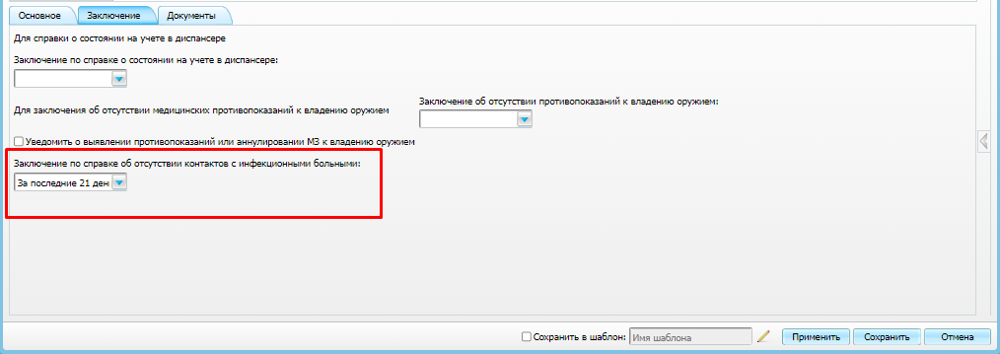 Основное Заключение Документы
Для справки о состоянии на учете в диспансере
Заключение по справке о состоянии на учете в диспансере:
Для заключения об отсутствии медицинских противопоказаний к владению оружием
Заключение об отсутствии противопоказаний к владению оружием:
Уведомить о выявлении противопоказаний или аннулировании МЗ к владению оружием
Заключение по справке об отсутствии контактов с инфекционными больными:
За последние 21 ден
Сохранить в шаблон: Имя шаблона Применить Сохранить Отмена